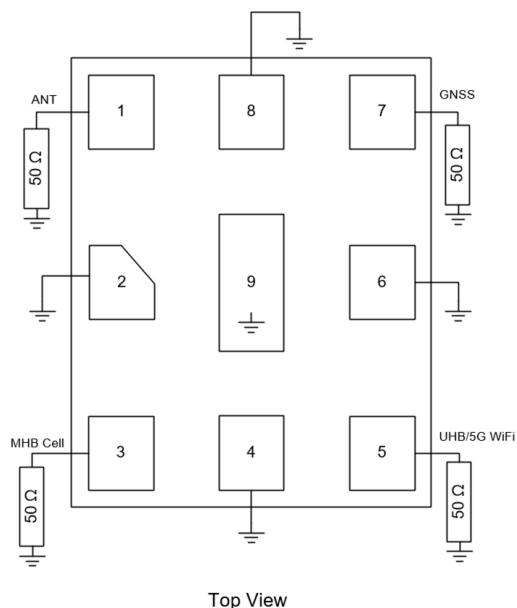 ANT
1
8
7
GNSS
50 Ω
50 Ω
2
9
6
MHB Cell
3
4
5
UHB/5G WiFi
50 Ω
50 Ω
Top View